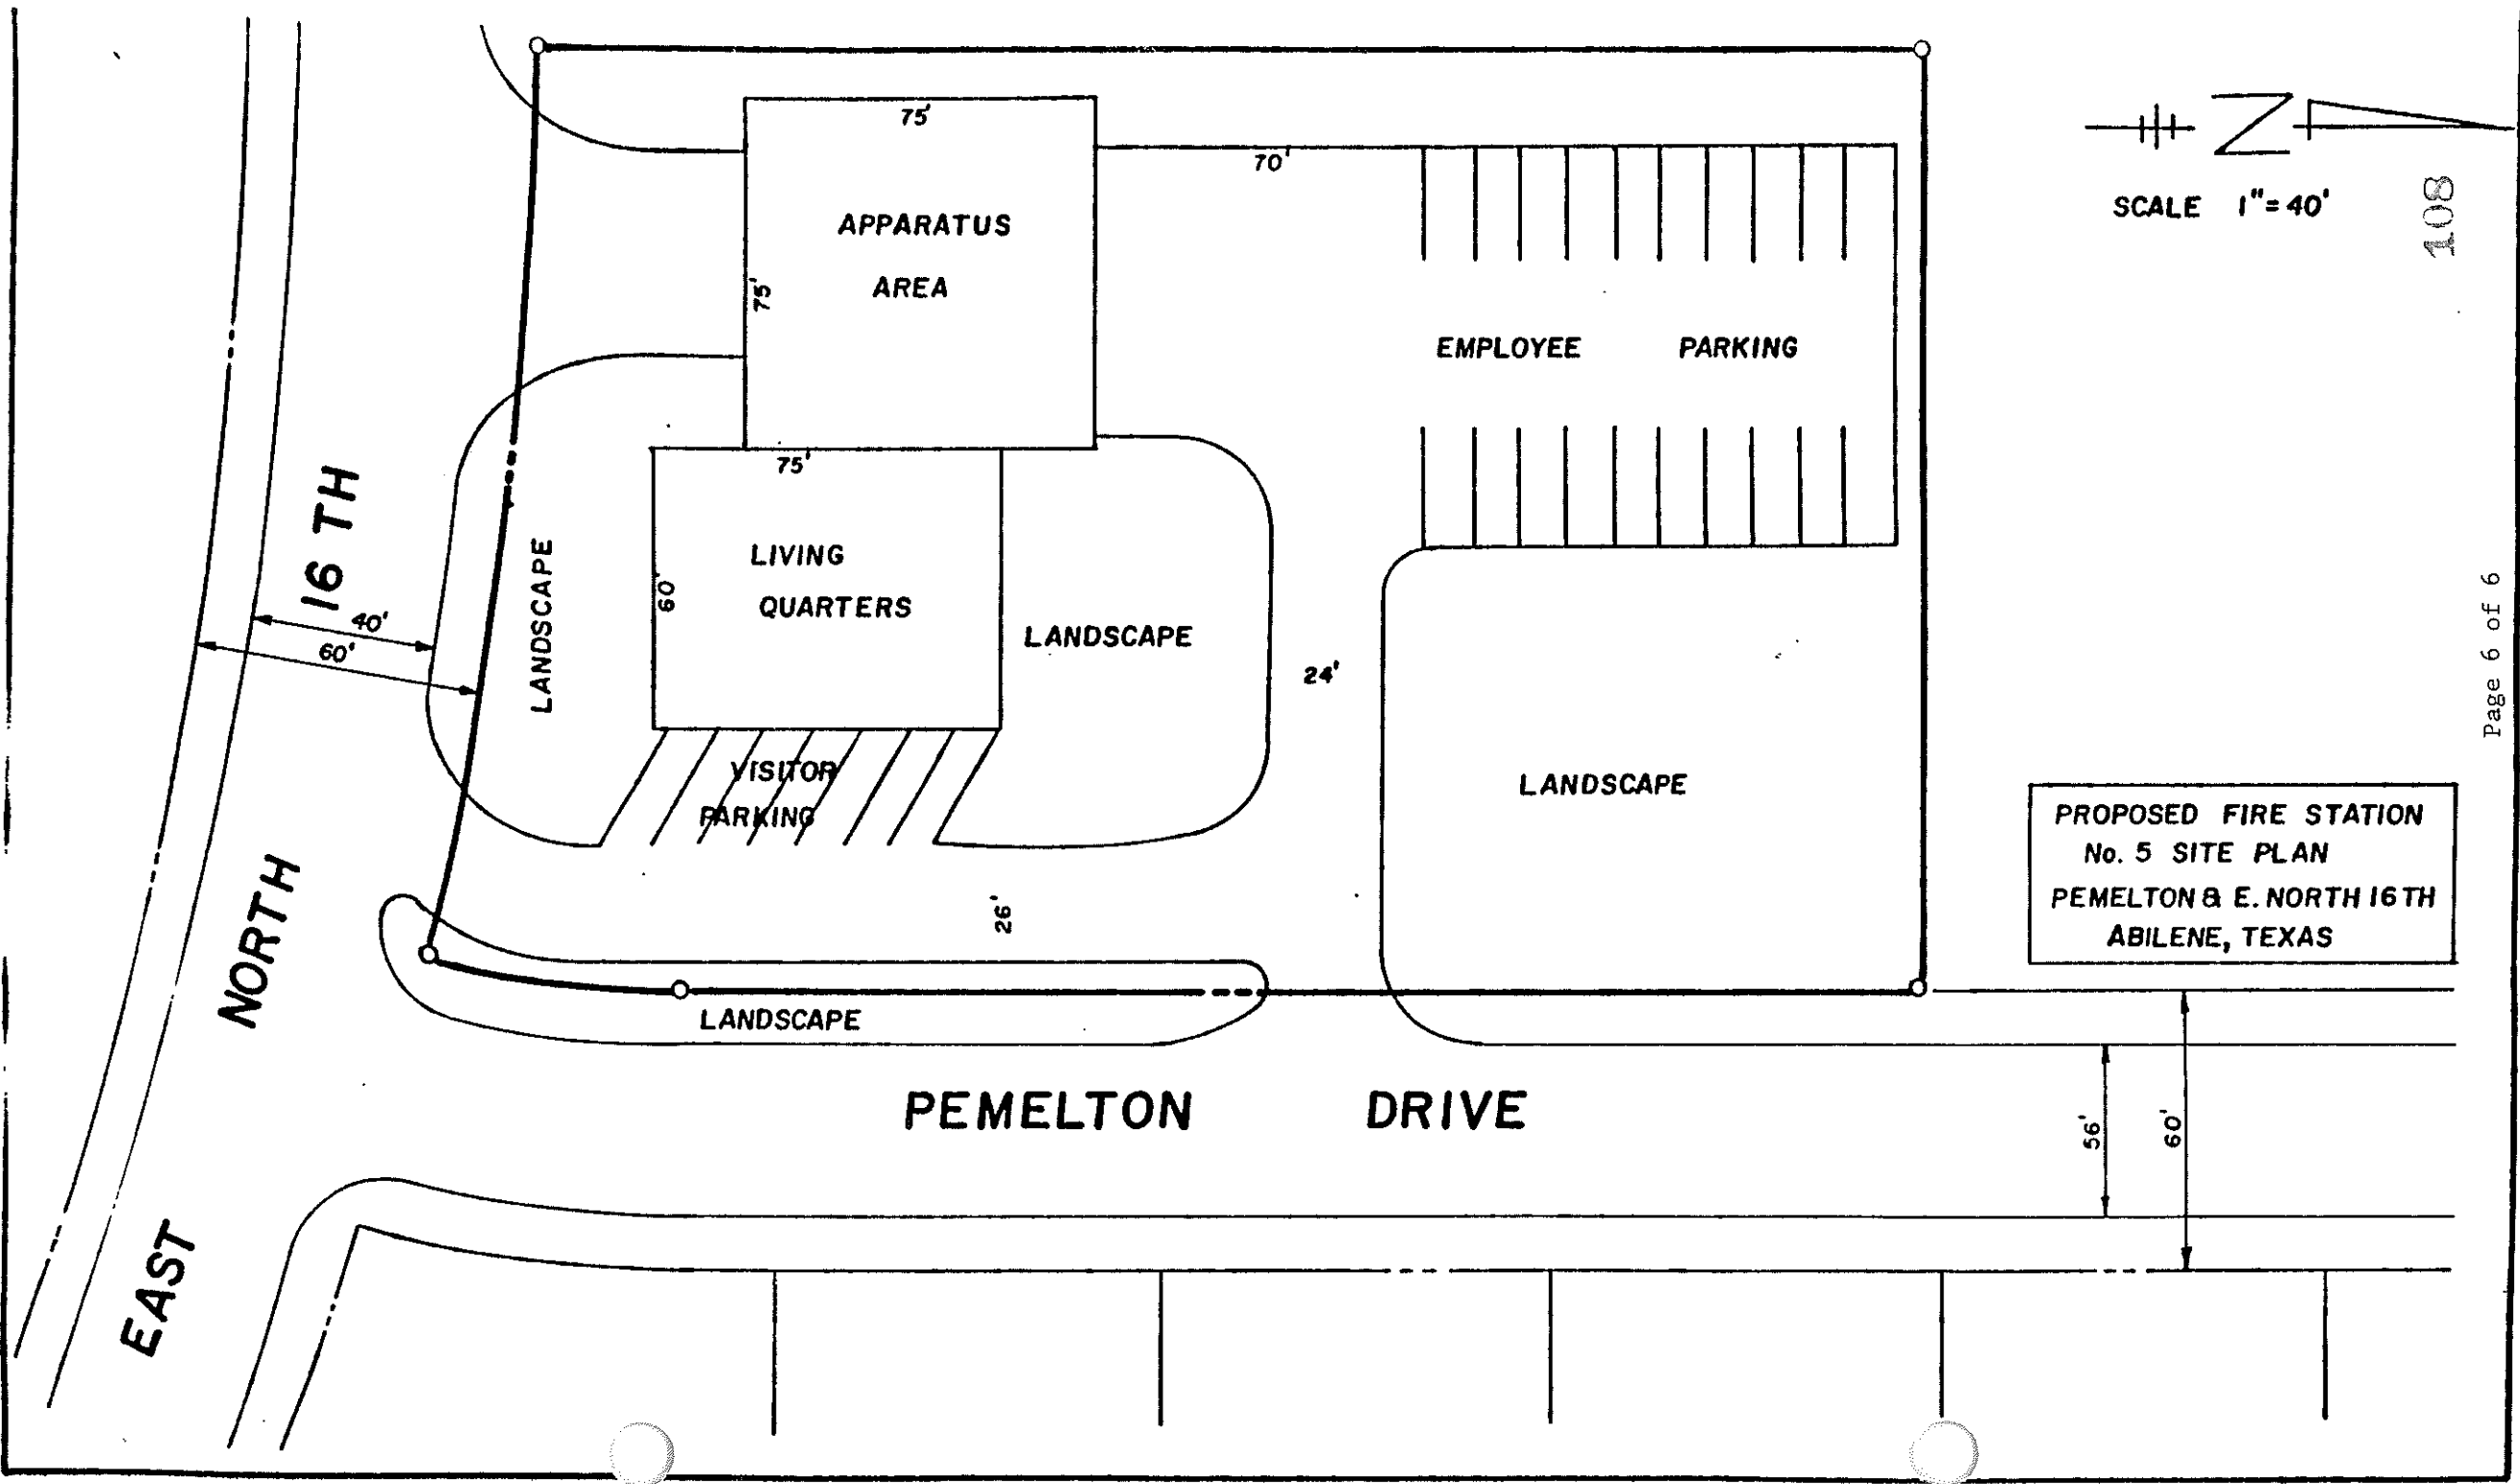 75'
APPARATUS
AREA
75'
70'
EMPLOYEE PARKING
N
SCALE 1"=40'
108
75'
LIVING
QUARTERS
60'
LANDSCAPE
LANDSCAPE
24'
LANDSCAPE
VISITOR
PARKING
26'
LANDSCAPE
EAST NORTH 16 TH
40'
60'
PEMELTON DRIVE
56'
60'
PROPOSED FIRE STATION
No. 5 SITE PLAN
PEMELTON & E. NORTH 16TH
ABILENE, TEXAS
Page 6 of 6